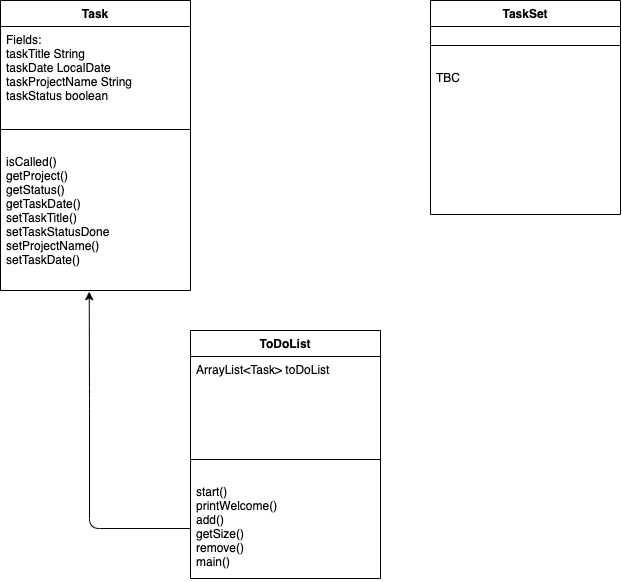 Task
Fields:
taskTitle String
taskDate LocalDate
taskProjectName String
taskStatus boolean
isCalled()
getProject()
getStatus()
getTaskDate()
setTaskTitle()
setTaskStatusDone
setProjectName()
setTaskDate()
TaskSet
TBC
ToDoList
ArrayList<Task> toDoList
start()
printWelcome()
add()
getSize()
remove()
main()